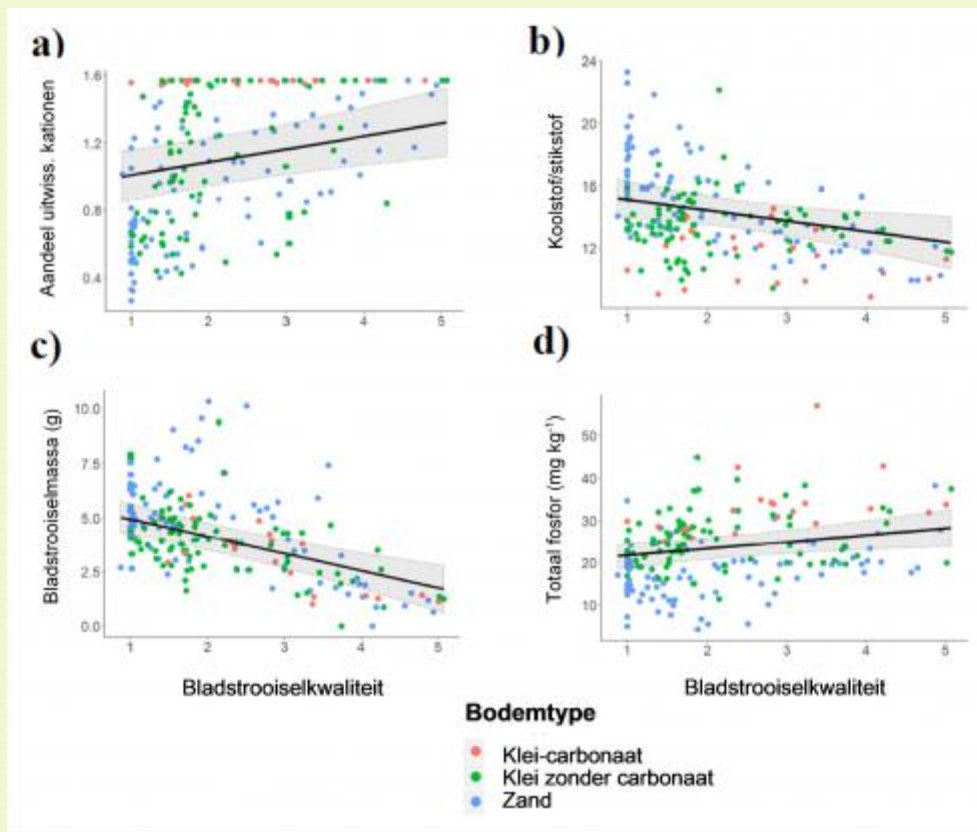 a)
Aandeel uitwiss. kationen
1.6
1.2
0.8
0.4
1 2 3 4 5
b)
Koolstof/stikstof
24
20
16
12
1 2 3 4 5
c)
Bladstrooiselmassa (g)
10.0
7.5
5.0
2.5
0.0
1 2 3 4 5
Bladstrooiselkwaliteit
d)
Totaal fosfor (mg kg⁻¹)
50
40
30
20
10
1 2 3 4 5
Bladstrooiselkwaliteit
Bodemtype
Klei-carbonaat
Klei zonder carbonaat
Zand